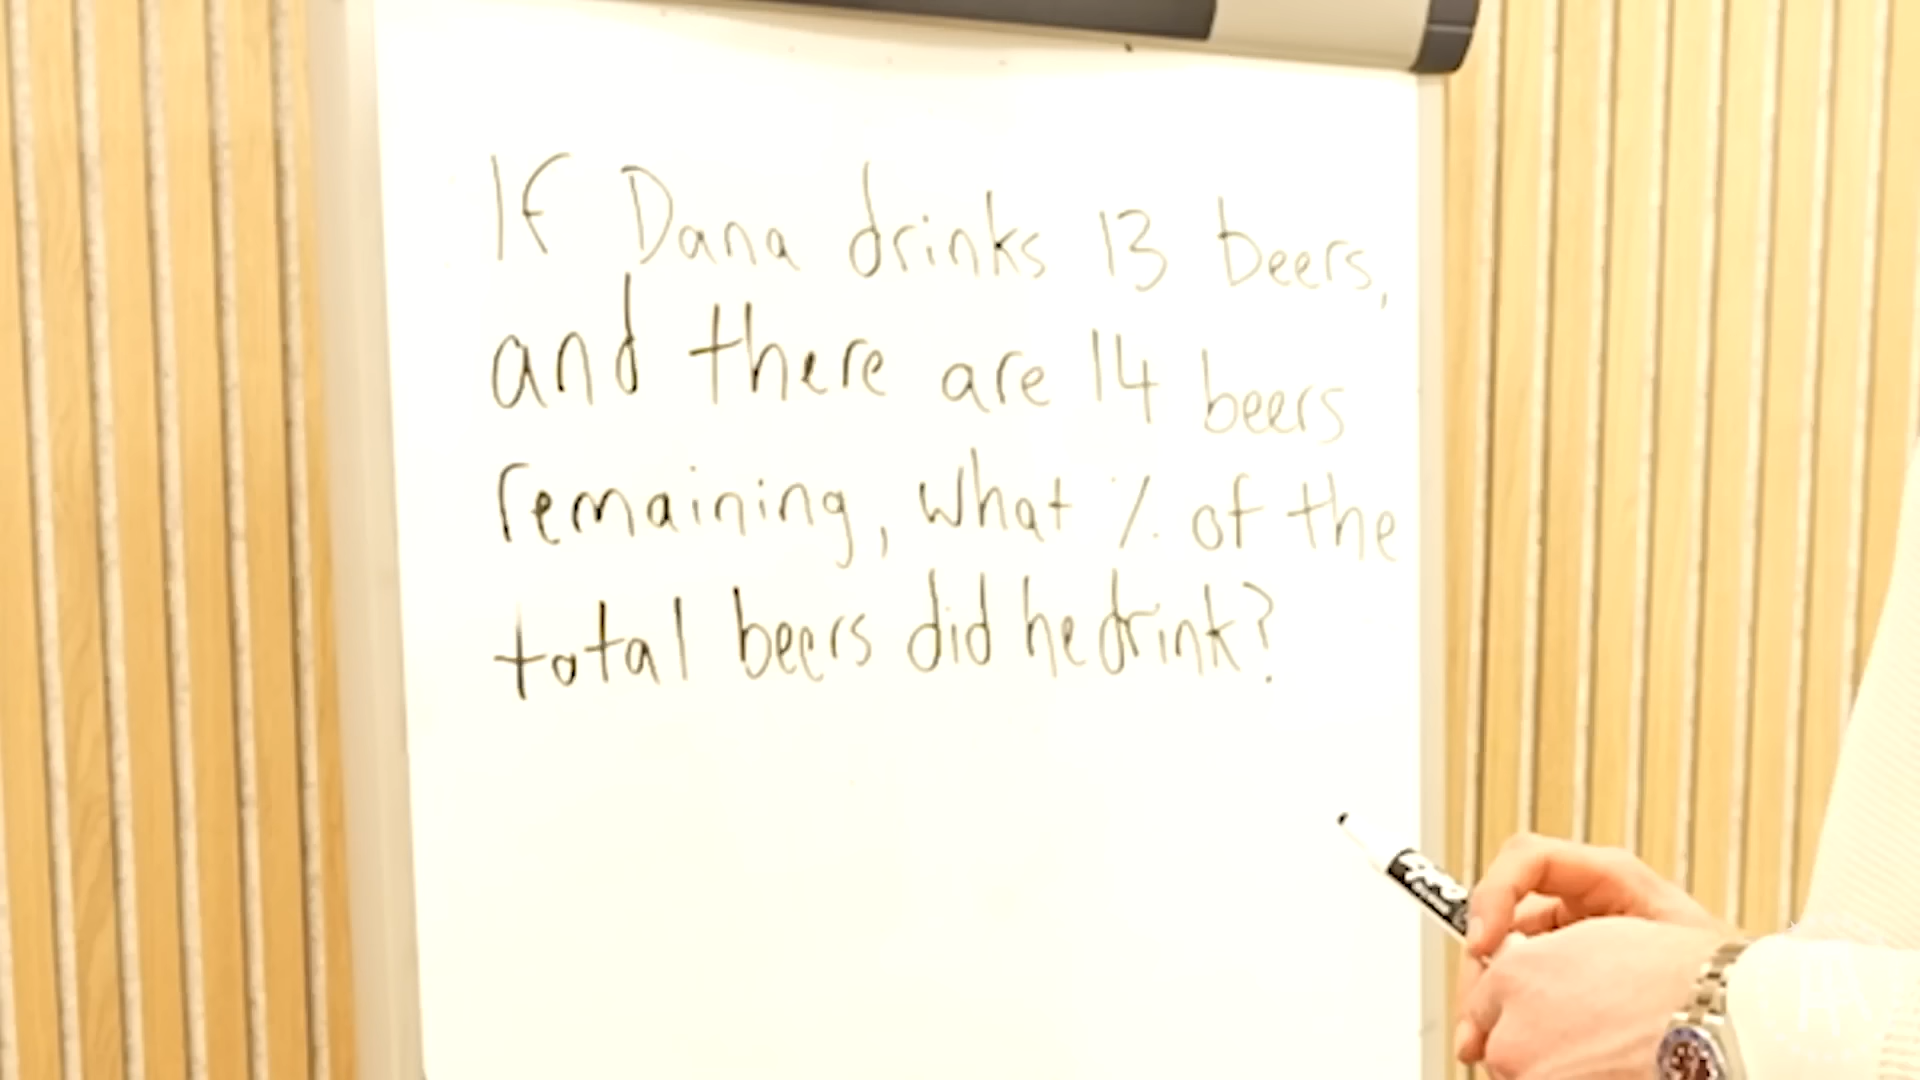 If Dana drinks 13 beers,
and there are 14 beers
remaining, what % of the
total beers did he drink?